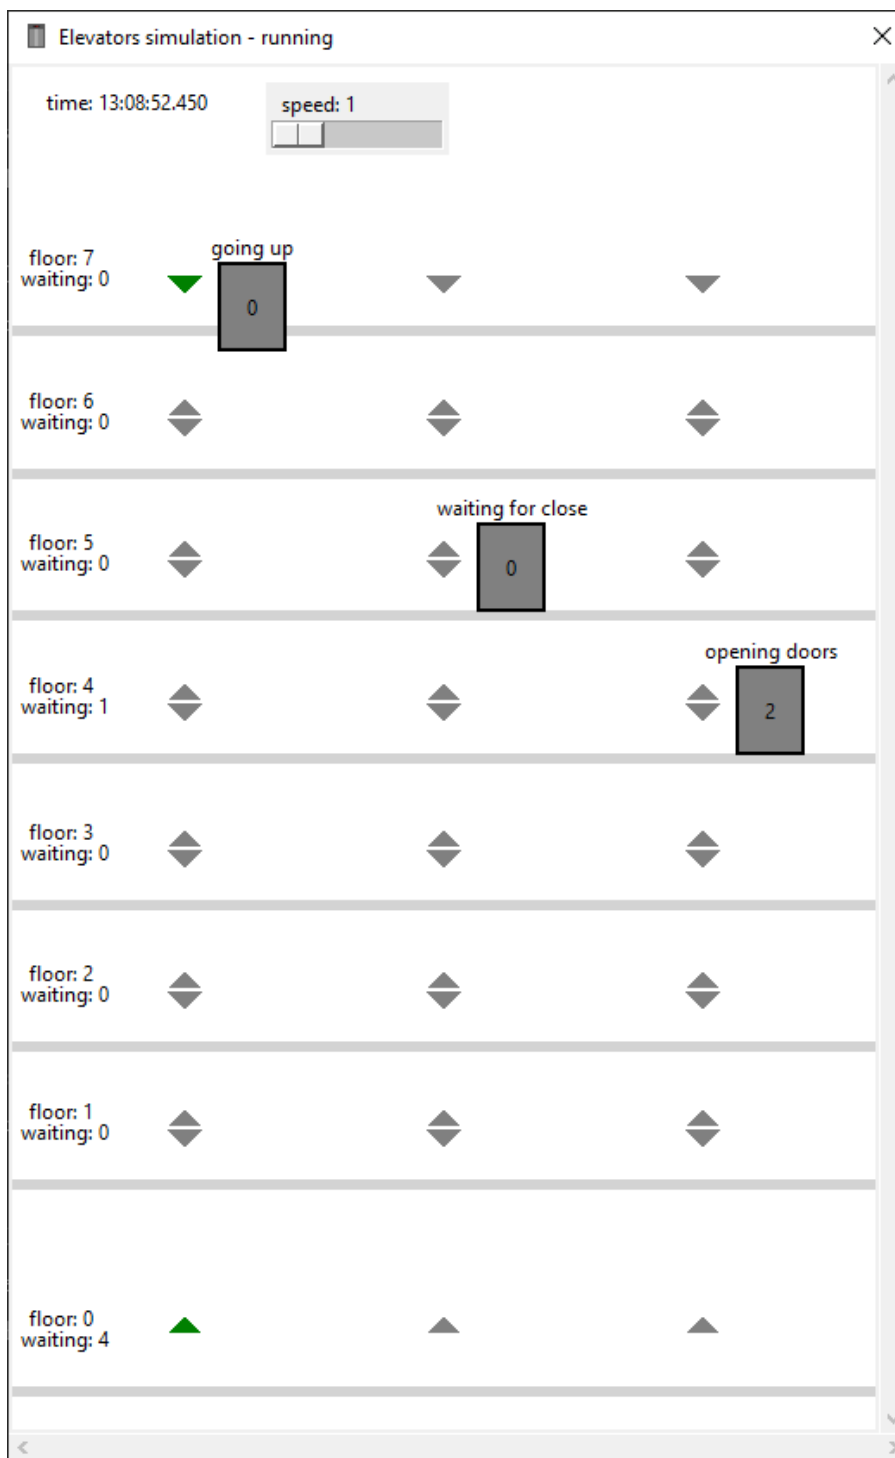 Elevators simulation - running
time: 13:08:52.450
speed: 1
going up
floor: 7
waiting: 0
0
floor: 6
waiting: 0
waiting for close
floor: 5
waiting: 0
0
opening doors
floor: 4
waiting: 1
2
floor: 3
waiting: 0
floor: 2
waiting: 0
floor: 1
waiting: 0
floor: 0
waiting: 4